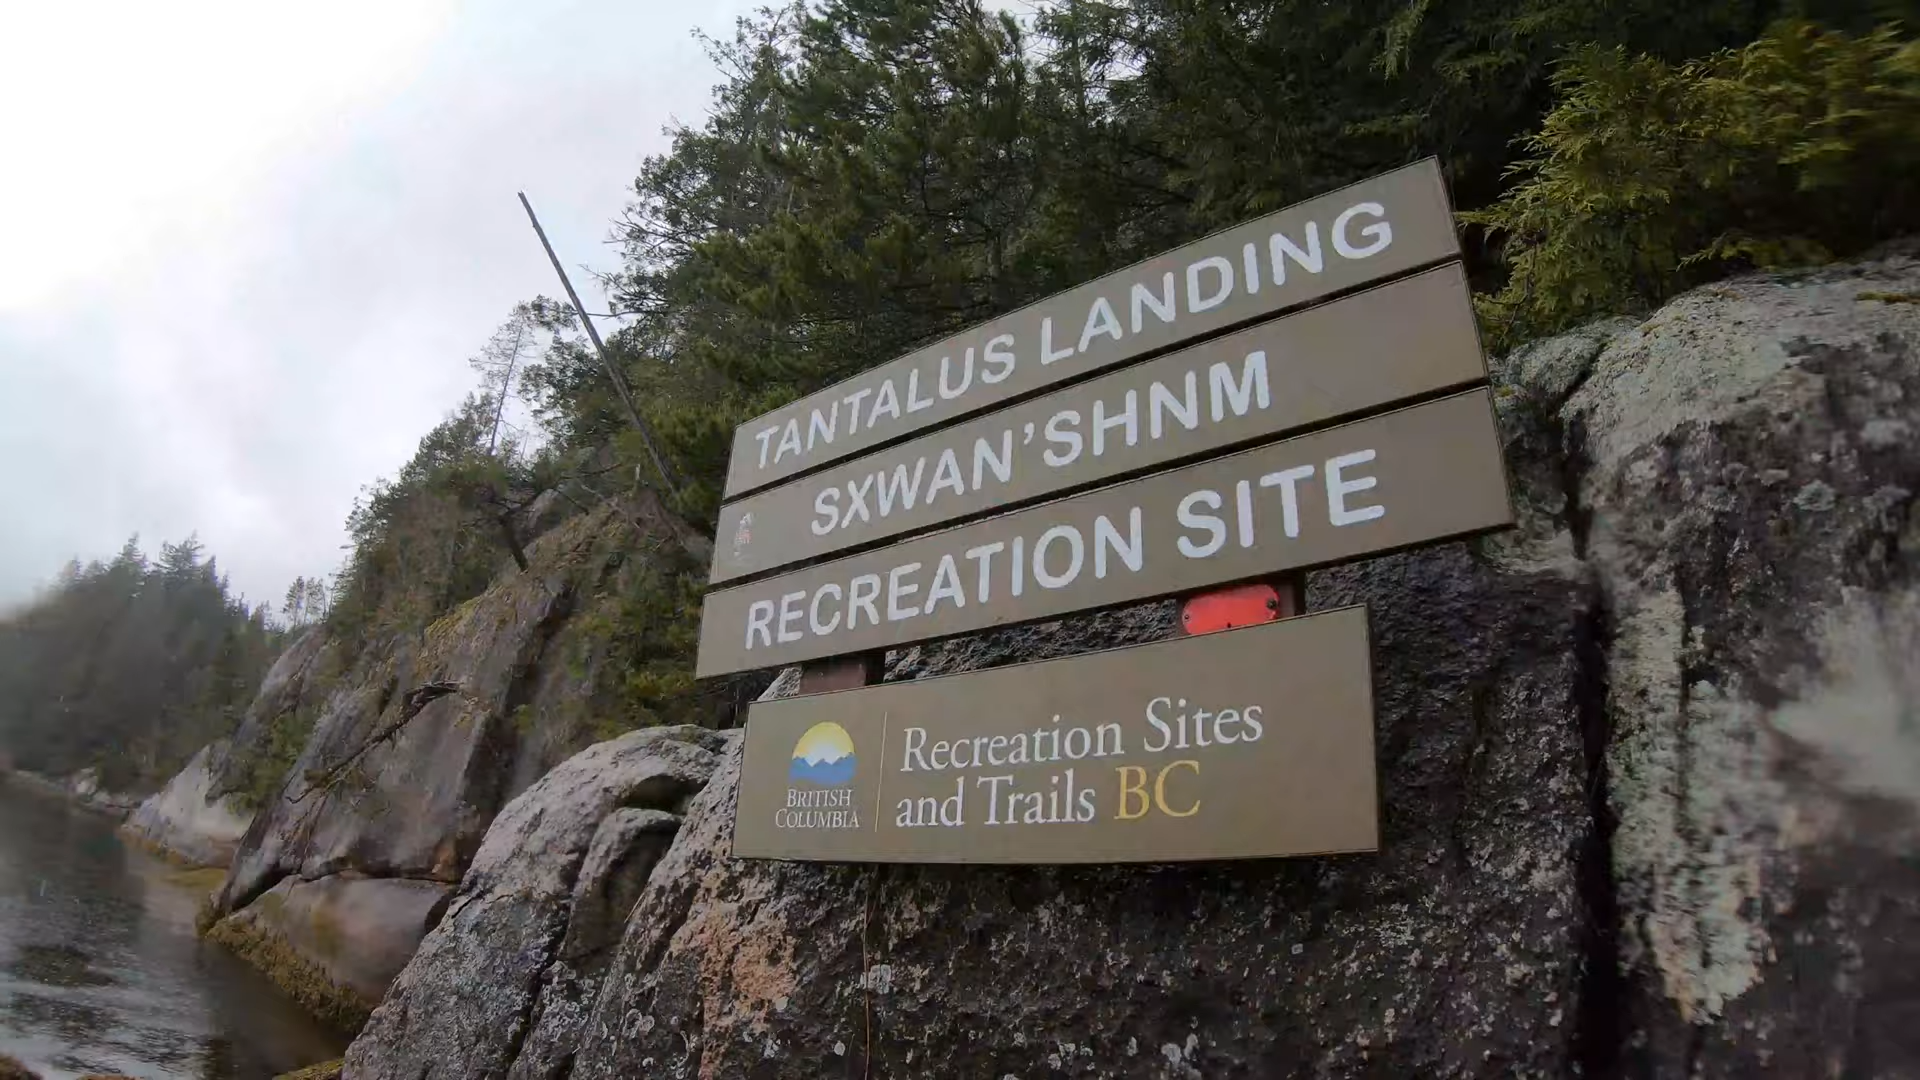 TANTALUS LANDING
SXWAN'SHNM
RECREATION SITE
BRITISH
COLUMBIA
Recreation Sites
and Trails BC